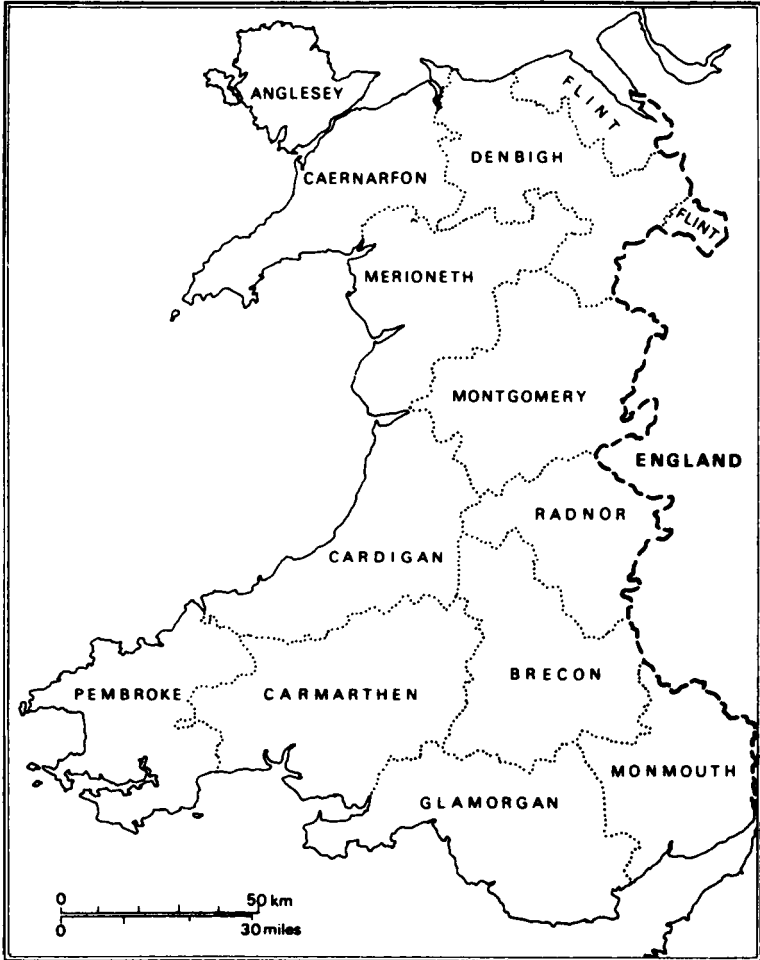 ANGLESEY
FLINT
DENBIGH
CAERNARFON
FLINT
MERIONETH
MONTGOMERY
ENGLAND
RADNOR
CARDIGAN
BRECON
PEMBROKE
CARMARTHEN
MONMOUTH
GLAMORGAN
0 50 km
0 30 miles